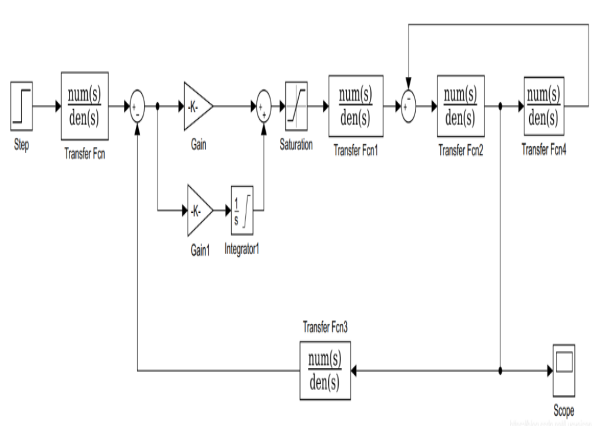 Step
num(s)
den(s)
Transfer Fcn
+
-
-K-
Gain
+
+
Saturation
num(s)
den(s)
Transfer Fcn1
-
+
num(s)
den(s)
Transfer Fcn2
num(s)
den(s)
Transfer Fcn4
-K-
Gain1
1
s
Integrator1
Transfer Fcn3
num(s)
den(s)
Scope